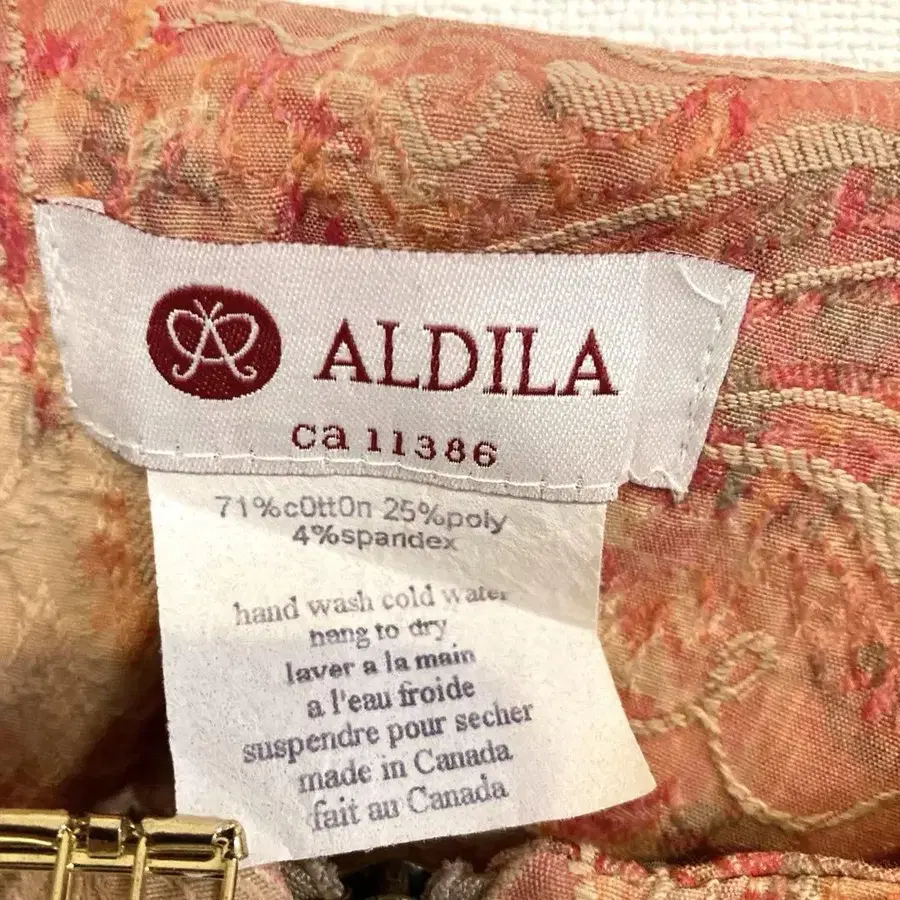 ALDILA
ca 11386
71%c0tt0n 25%poly
4%spandex
hand wash cold water
hang to dry
laver a la main
a l'eau froide
suspendre pour secher
made in Canada
fait au Canada